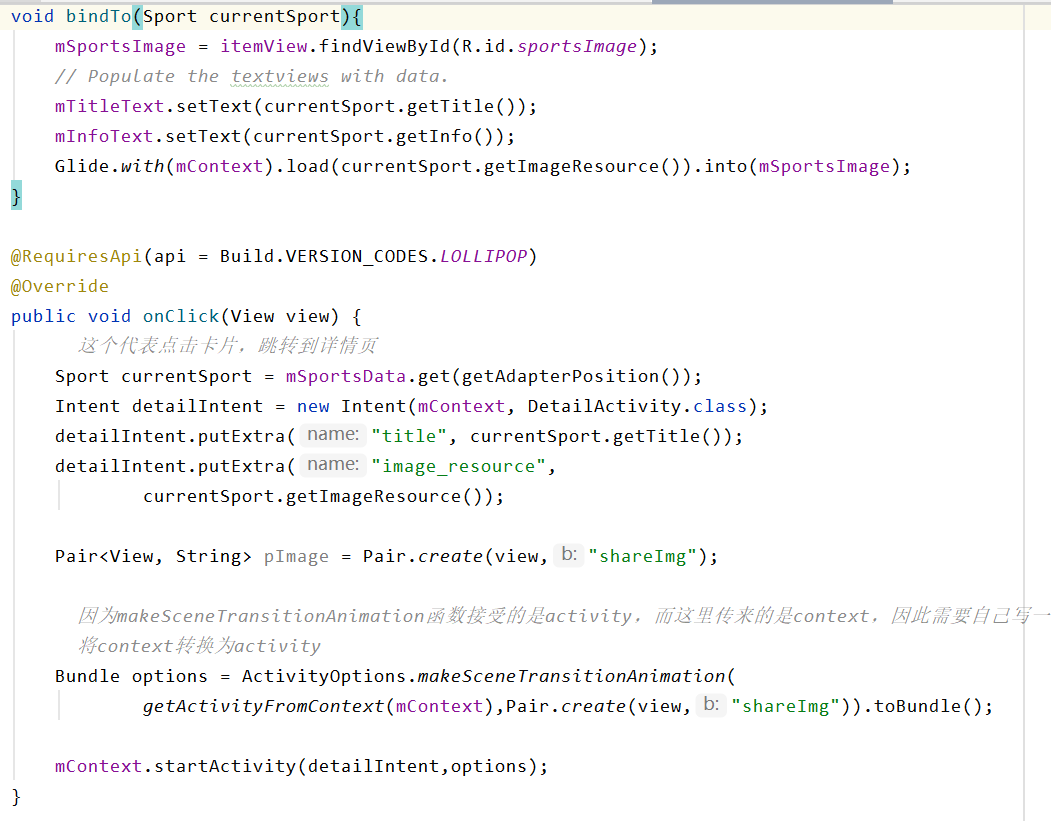 void bindTo(Sport currentSport){
mSportsImage = itemView.findViewById(R.id.sportsImage);
// Populate the textviews with data.
mTitleText.setText(currentSport.getTitle());
mInfoText.setText(currentSport.getInfo());
Glide.with(mContext).load(currentSport.getImageResource()).into(mSportsImage);
}
@RequiresApi(api = Build.VERSION_CODES.LOLLIPOP)
@Override
public void onClick(View view) {
这个代表点击卡片，跳转到详情页
Sport currentSport = mSportsData.get(getAdapterPosition());
Intent detailIntent = new Intent(mContext, DetailActivity.class);
detailIntent.putExtra( name: "title", currentSport.getTitle());
detailIntent.putExtra( name: "image_resource",
currentSport.getImageResource());
Pair<View, String> pImage = Pair.create(view, b: "shareImg");
因为makeSceneTransitionAnimation函数接受的是activity，而这里传来的是context，因此需要自己写一
将context转换为activity
Bundle options = ActivityOptions.makeSceneTransitionAnimation(
getActivityFromContext(mContext),Pair.create(view, b: "shareImg")).toBundle();
mContext.startActivity(detailIntent,options);
}